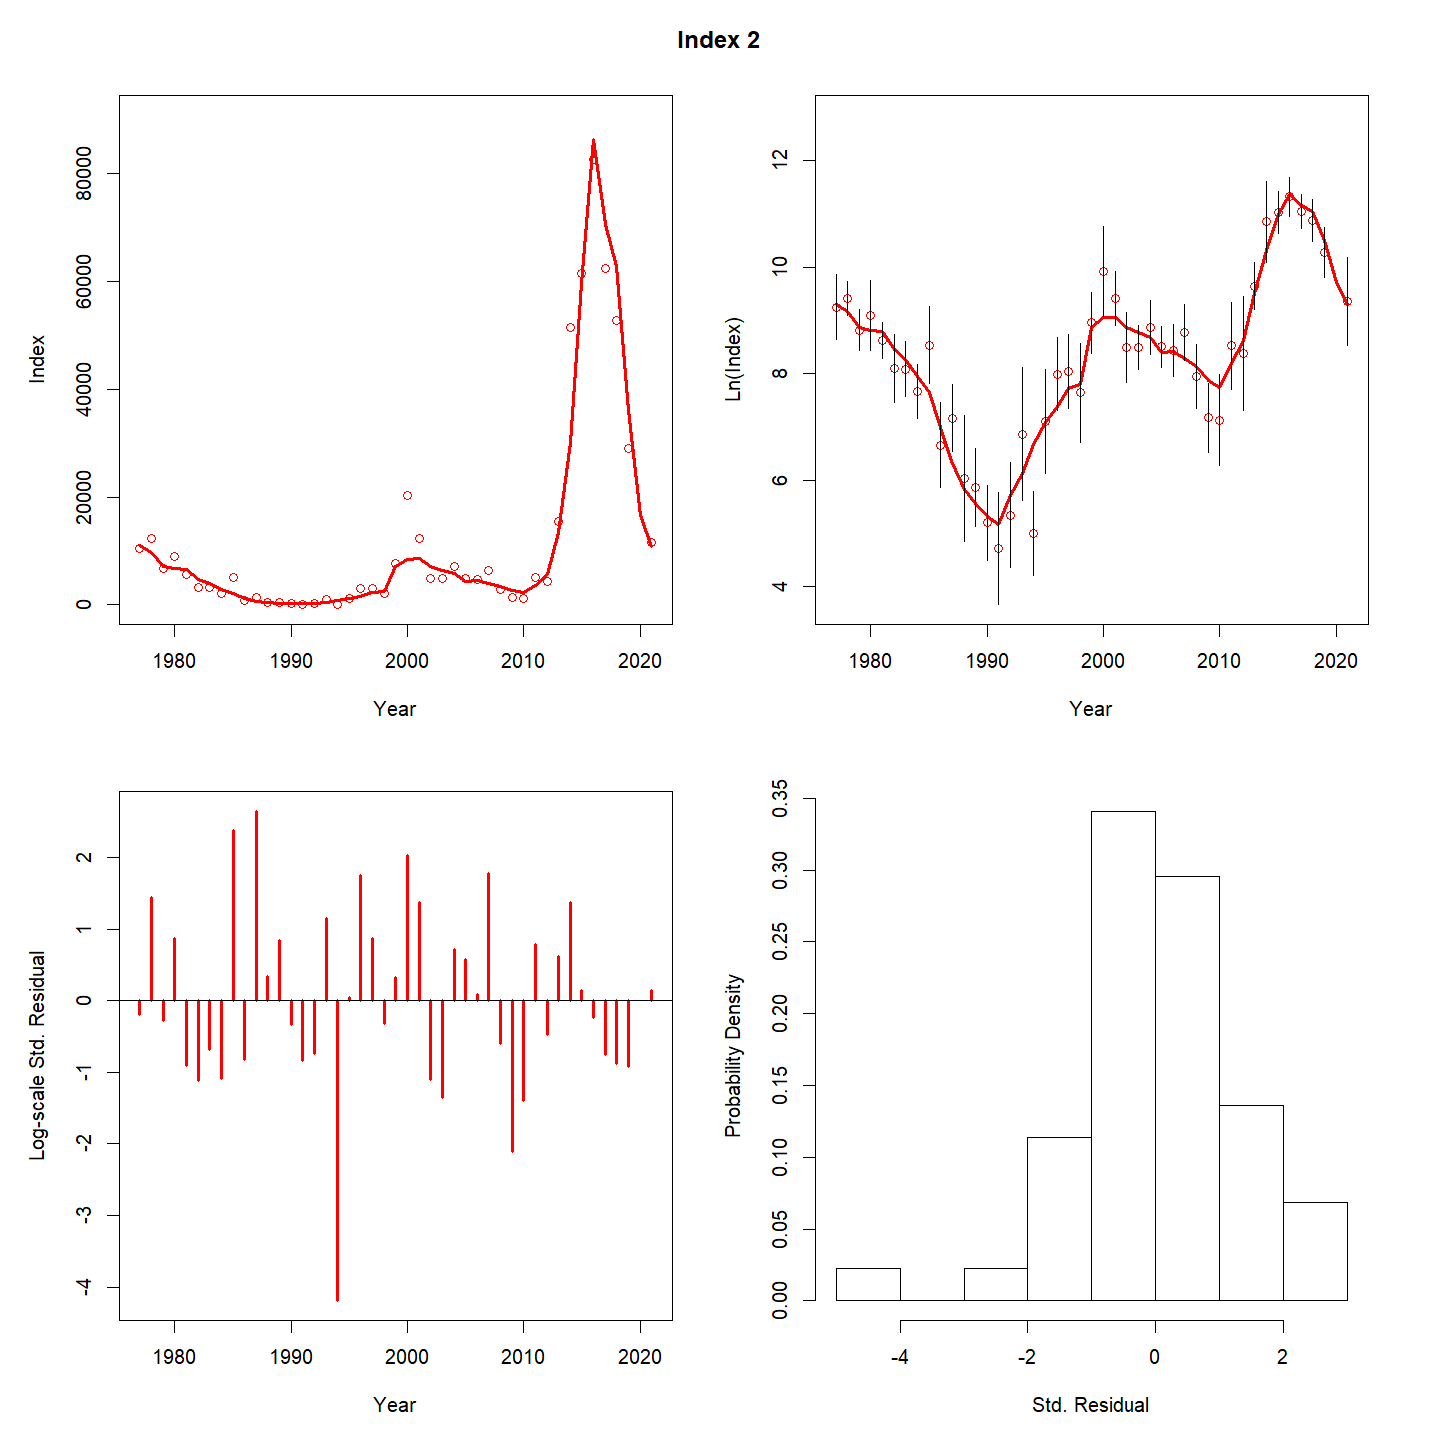 Index 2
Index
80000
60000
40000
20000
0
1980 1990 2000 2010 2020
Year
Ln(Index)
12
10
8
6
4
1980 1990 2000 2010 2020
Year
Log-scale Std. Residual
2
1
0
-1
-2
-3
-4
1980 1990 2000 2010 2020
Year
Probability Density
0.35
0.30
0.25
0.20
0.15
0.10
0.05
0.00
-4 -2 0 2
Std. Residual